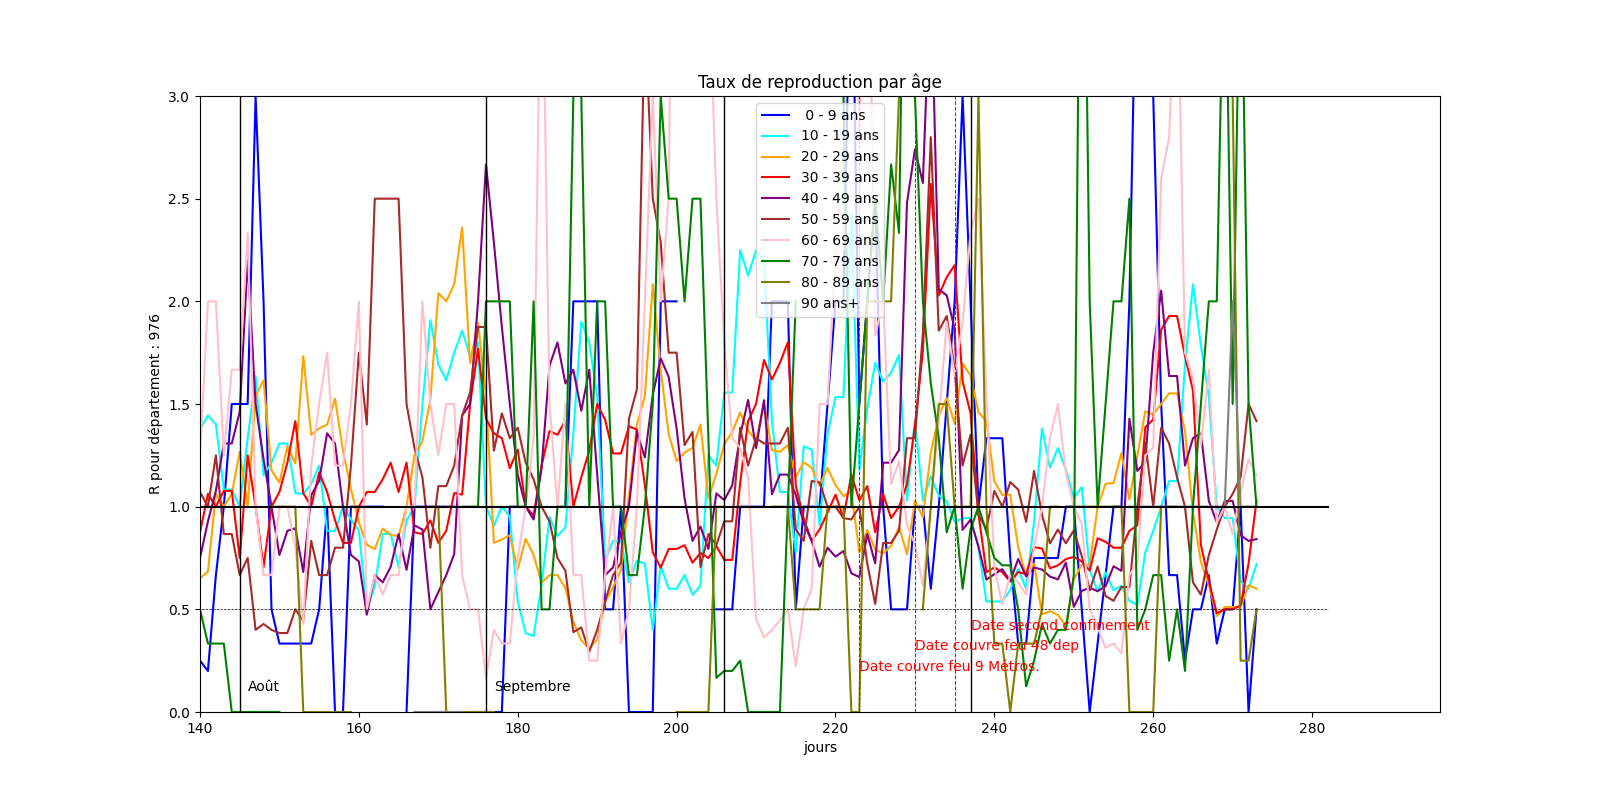 Taux de reproduction par âge
R pour département : 976
3.0
2.5
2.0
1.5
1.0
0.5
0.0
0 - 9 ans
10 - 19 ans
20 - 29 ans
30 - 39 ans
40 - 49 ans
50 - 59 ans
60 - 69 ans
70 - 79 ans
80 - 89 ans
90 ans+
Date second confinement
Date couvre feu 48 dep
Date couvre feu 9 Métros.
Août
Septembre
140
160
180
200
220
240
260
280
jours